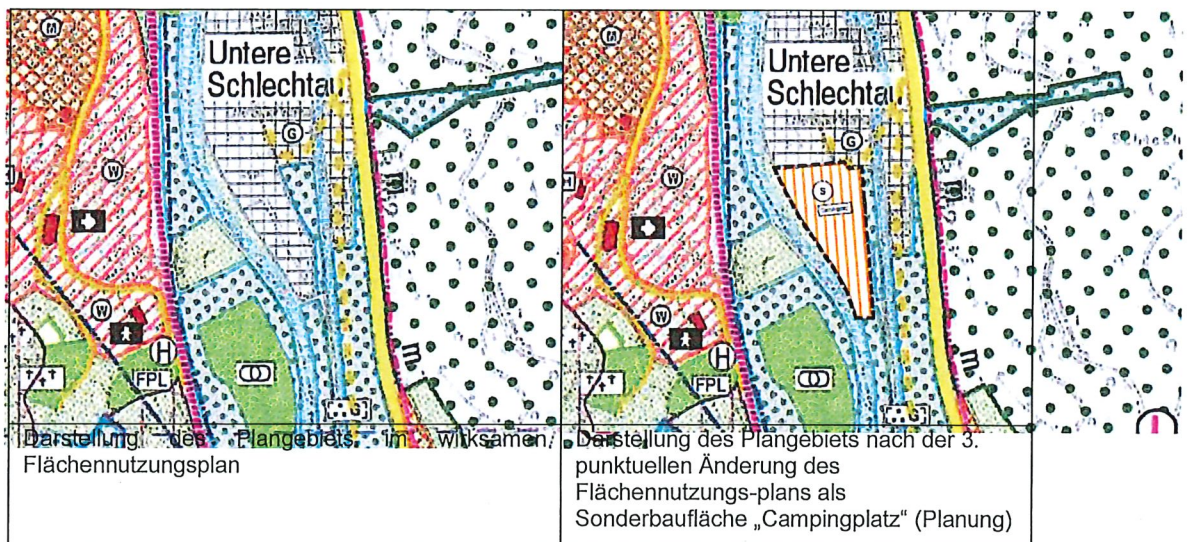 M
Untere
Schlechtau
G
W
W
H
FPL
G
Darstellung des Plangebiets im wirksamen
Flächennutzungsplan
M
Untere
Schlechtau
G
W
S
W
H
FPL
G
Darstellung des Plangebiets nach der 3.
punktuellen Änderung des
Flächennutzungs-plans als
Sonderbaufläche „Campingplatz“ (Planung)